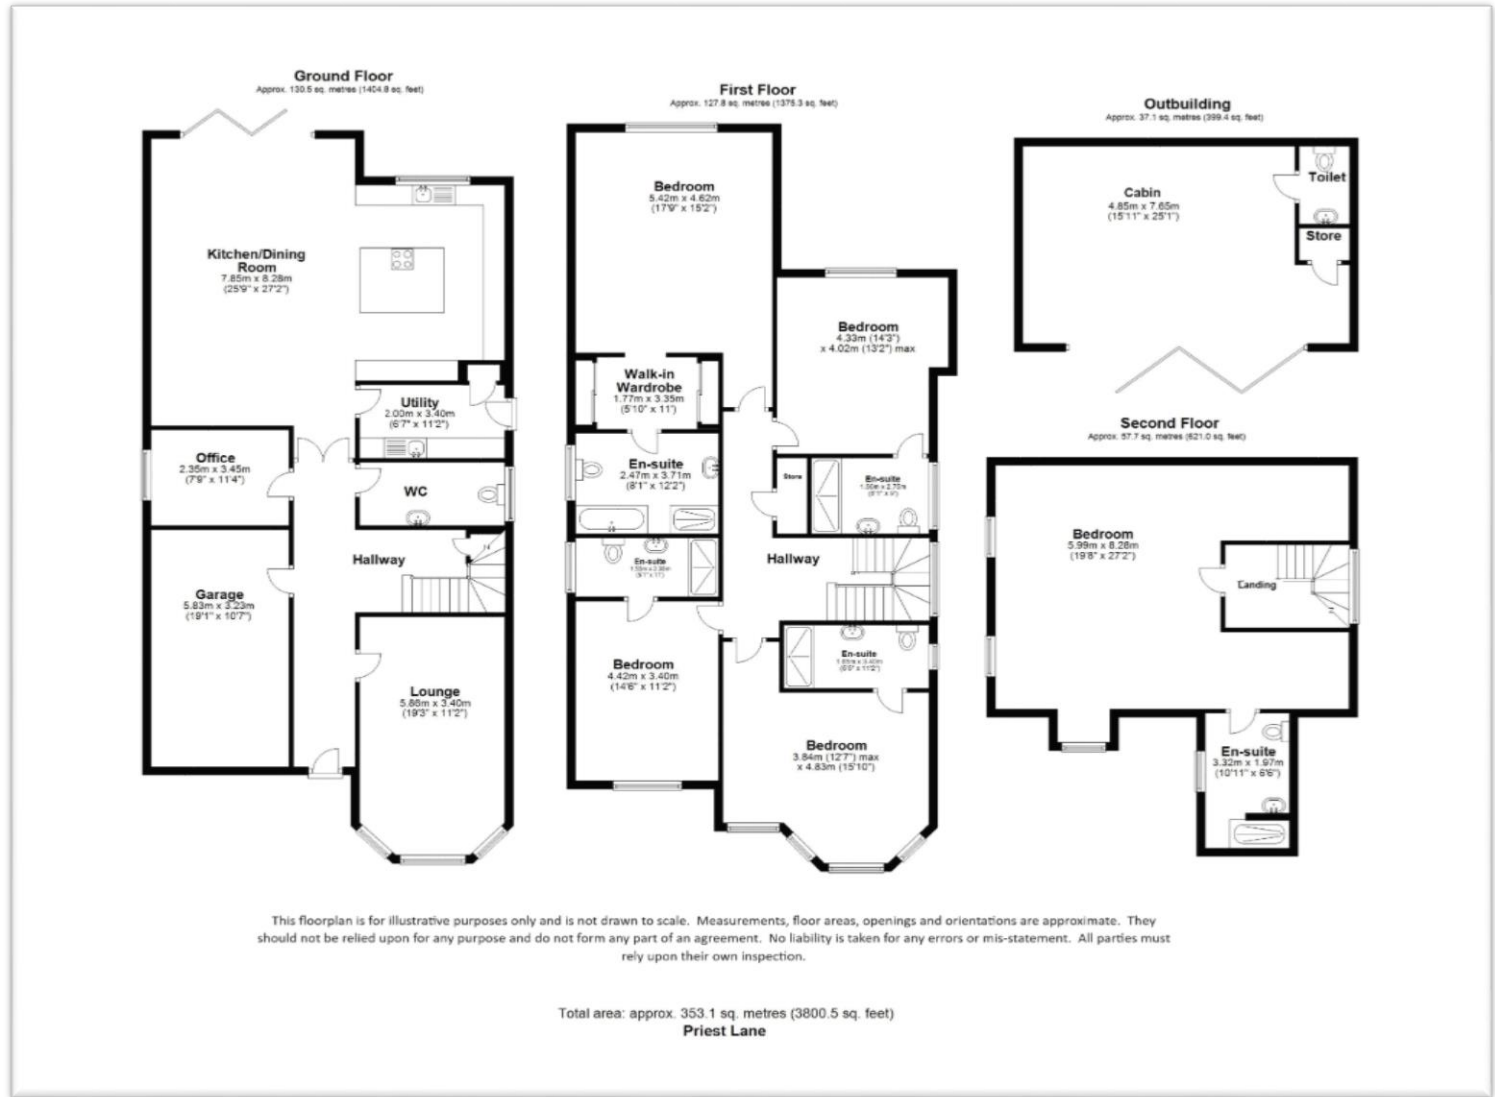 Ground Floor
Approx. 130.5 sq. metres (1404.8 sq. feet)
Kitchen/Dining
Room
7.85m x 8.28m
(25'9" x 27'2")
Utility
2.00m x 3.40m
(6'7" x 11'2")
Office
2.35m x 3.45m
(7'9" x 11'4")
WC
Hallway
Garage
5.83m x 3.23m
(19'1" x 10'7")
Lounge
5.86m x 3.40m
(19'3" x 11'2")
First Floor
Approx. 127.8 sq. metres (1375.3 sq. feet)
Bedroom
5.42m x 4.62m
(17'9" x 15'2")
Bedroom
4.33m (14'3")
x 4.02m (13'2") max
Walk-in
Wardrobe
1.77m x 3.35m
(5'10" x 11')
En-suite
2.47m x 3.71m
(8'1" x 12'2")
Store
En-suite
En-suite
Hallway
Bedroom
4.42m x 3.40m
(14'6" x 11'2")
En-suite
Bedroom
3.84m (12'7") max
x 4.83m (15'10")
Outbuilding
Approx. 37.1 sq. metres (399.4 sq. feet)
Cabin
4.85m x 7.65m
(15'11" x 25'1")
Toilet
Store
Second Floor
Approx. 57.7 sq. metres (621.0 sq. feet)
Bedroom
5.99m x 8.28m
(19'8" x 27'2")
Landing
En-suite
3.32m x 1.97m
(10'11" x 6'6")
This floorplan is for illustrative purposes only and is not drawn to scale. Measurements, floor areas, openings and orientations are approximate. They
should not be relied upon for any purpose and do not form any part of an agreement. No liability is taken for any errors or mis-statement. All parties must
rely upon their own inspection.
Total area: approx. 353.1 sq. metres (3800.5 sq. feet)
Priest Lane